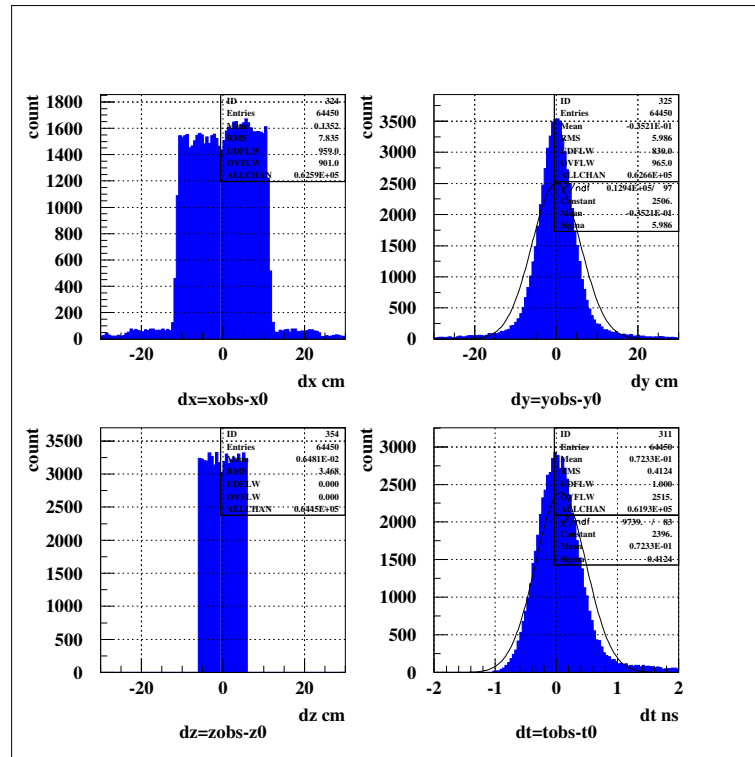 ID 324
Entries 64450
Mean 0.1352
RMS 7.835
UDFLW 959.0
OVFLW 901.0
ALLCHAN 0.6259E+05
count
1800
1600
1400
1200
1000
800
600
400
200
0
-20 0 20
dx cm
dx=xobs-x0
ID 325
Entries 64450
Mean -0.3521E-01
RMS 5.986
UDFLW 830.0
OVFLW 965.0
ALLCHAN 0.6266E+05
χ²/ndf 0.1294E+05/ 97
Constant 2506.
Mean -0.3521E-01
Sigma 5.986
count
3500
3000
2500
2000
1500
1000
500
0
-20 0 20
dy cm
dy=yobs-y0
ID 354
Entries 64450
Mean 0.6481E-02
RMS 3.468
UDFLW 0.000
OVFLW 0.000
ALLCHAN 0.6445E+05
count
3500
3000
2500
2000
1500
1000
500
0
-20 0 20
dz cm
dz=zobs-z0
ID 311
Entries 64450
Mean 0.7233E-01
RMS 0.4124
UDFLW 1.000
OVFLW 2515.
ALLCHAN 0.6193E+05
χ²/ndf 9739. / 83
Constant 2396.
Mean 0.7233E-01
Sigma 0.4124
count
3000
2500
2000
1500
1000
500
0
-2 -1 0 1 2
dt ns
dt=tobs-t0